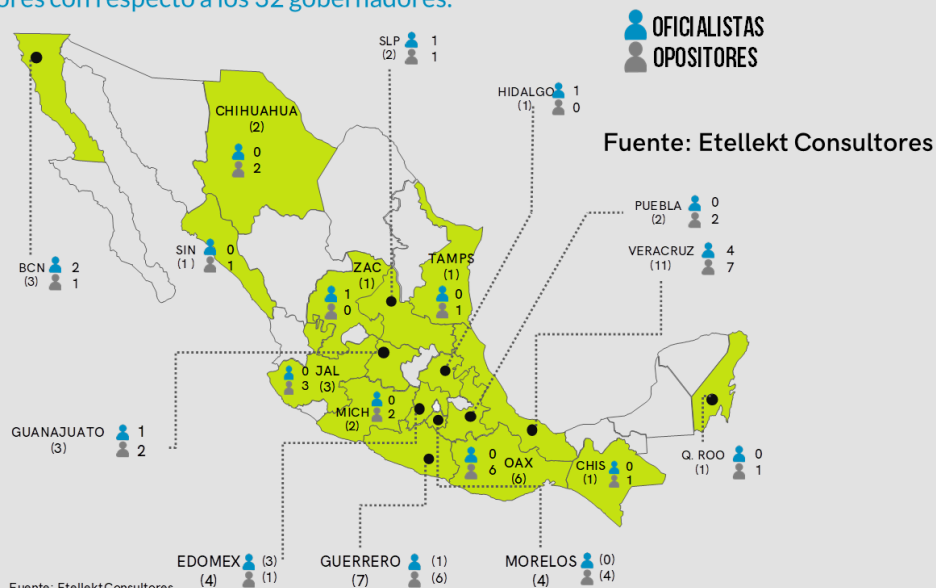 ores con respecto a los 32 gobernadores.
OFICIALISTAS
OPOSITORES
Fuente: Etellekt Consultores
SLP 1
(2) 1
HIDALGO 1
(1) 0
CHIHUAHUA
(2)
0
2
PUEBLA 0
(2) 2
VERACRUZ 4
(11) 7
SIN 0
(1) 1
BCN 2
(3) 1
ZAC
(1)
1
0
TAMPS
(1)
0
1
0 JAL
3 (3)
MICH 0
(2) 2
GUANAJUATO 1
(3) 2
0 OAX
6 (6)
CHIS 0
(1) 1
Q. ROO 0
(1) 1
EDOMEX (3)
(4) (1)
GUERRERO (1)
(7) (6)
MORELOS (0)
(4) (4)
Fuente: Etellekt Consultores